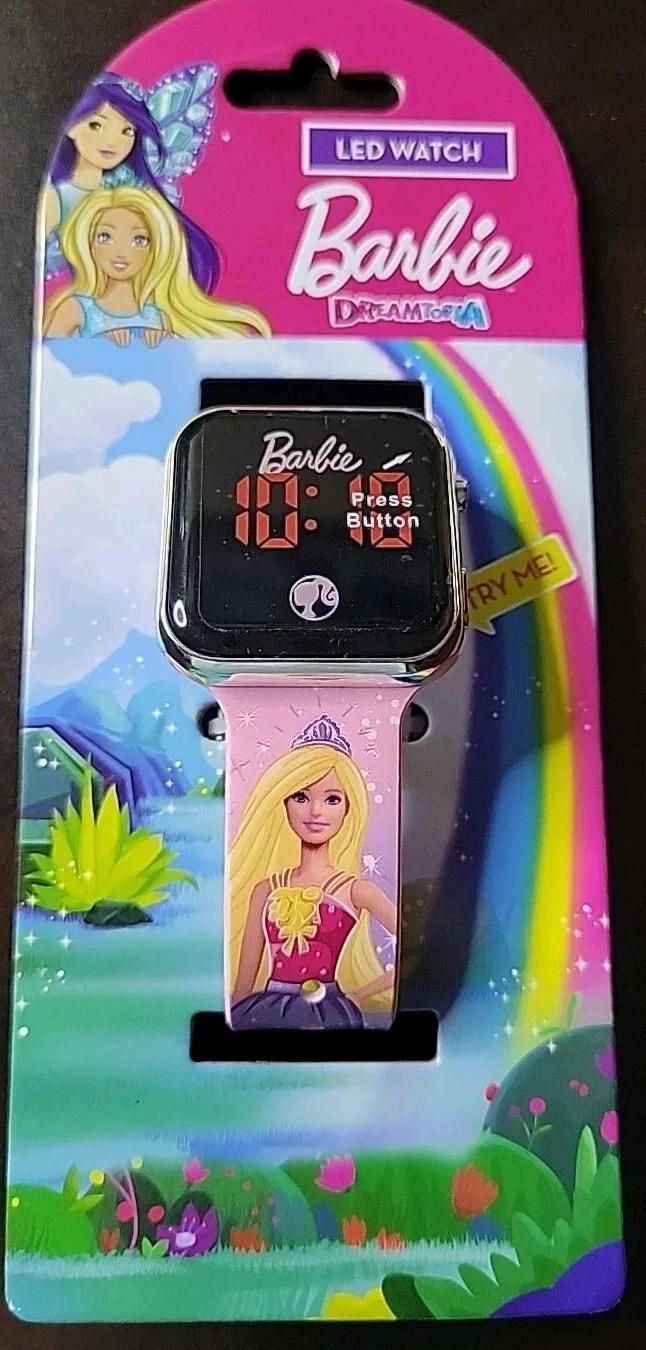 LED WATCH
Barbie
DREAMTOPIA
Barbie
10:10
Press
Button
TRY ME!